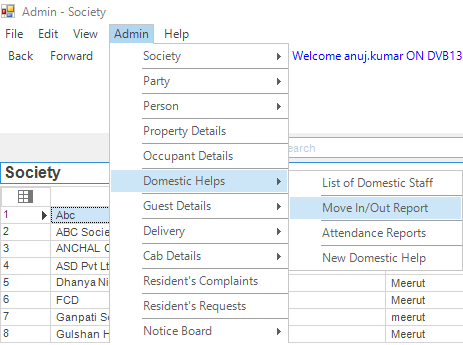 Admin - Society
File Edit View Admin Help
Back Forward Welcome anuj.kumar ON DVB13
Society
Party
Person
Property Details
Occupant Details
Domestic Helps
Guest Details
Delivery
Cab Details
Resident's Complaints
Resident's Requests
Notice Board
List of Domestic Staff
Move In/Out Report
Attendance Reports
New Domestic Help
earch
Society
1 Abc
2 ABC Socie
3 ANCHAL C
4 ASD Pvt Lt
5 Dhanya Ni Meerut
6 FCD meerut
7 Ganpati So meerut
8 Gulshan H Meerut